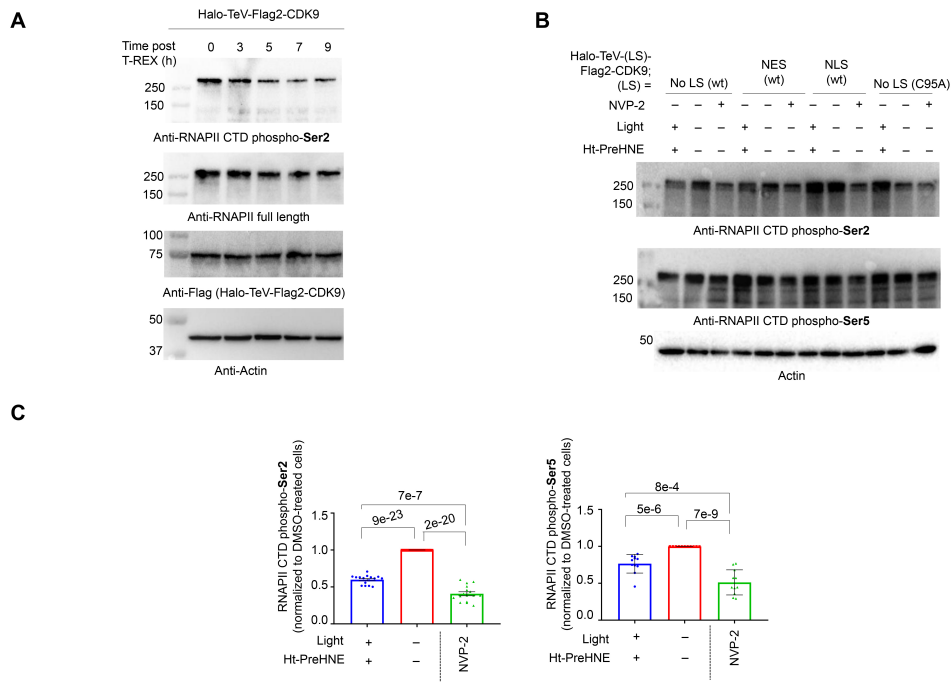 A
Halo-TeV-Flag2-CDK9
Time post
T-REX (h)
0 3 5 7 9
250
150
Anti-RNAPII CTD phospho-Ser2
250
150
Anti-RNAPII full length
100
75
Anti-Flag (Halo-TeV-Flag2-CDK9)
50
37
Anti-Actin
B
Halo-TeV-(LS)-
Flag2-CDK9;
(LS) =
No LS (wt) NES (wt) NLS (wt) No LS (C95A)
NVP-2 – – + – – + – – + – – +
Light + – – + – – + – – + – –
Ht-PreHNE + – – + – – + – – + – –
250
150
Anti-RNAPII CTD phospho-Ser2
250
150
Anti-RNAPII CTD phospho-Ser5
50
Actin
C
RNAPII CTD phospho-Ser2
(normalized to DMSO-treated cells)
7e-7
9e-23 2e-20
1.5
1.0
0.5
0.0
Light + –
Ht-PreHNE + –
NVP-2
RNAPII CTD phospho-Ser5
(normalized to DMSO-treated cells)
8e-4
5e-6 7e-9
1.5
1.0
0.5
0.0
Light + –
Ht-PreHNE + –
NVP-2